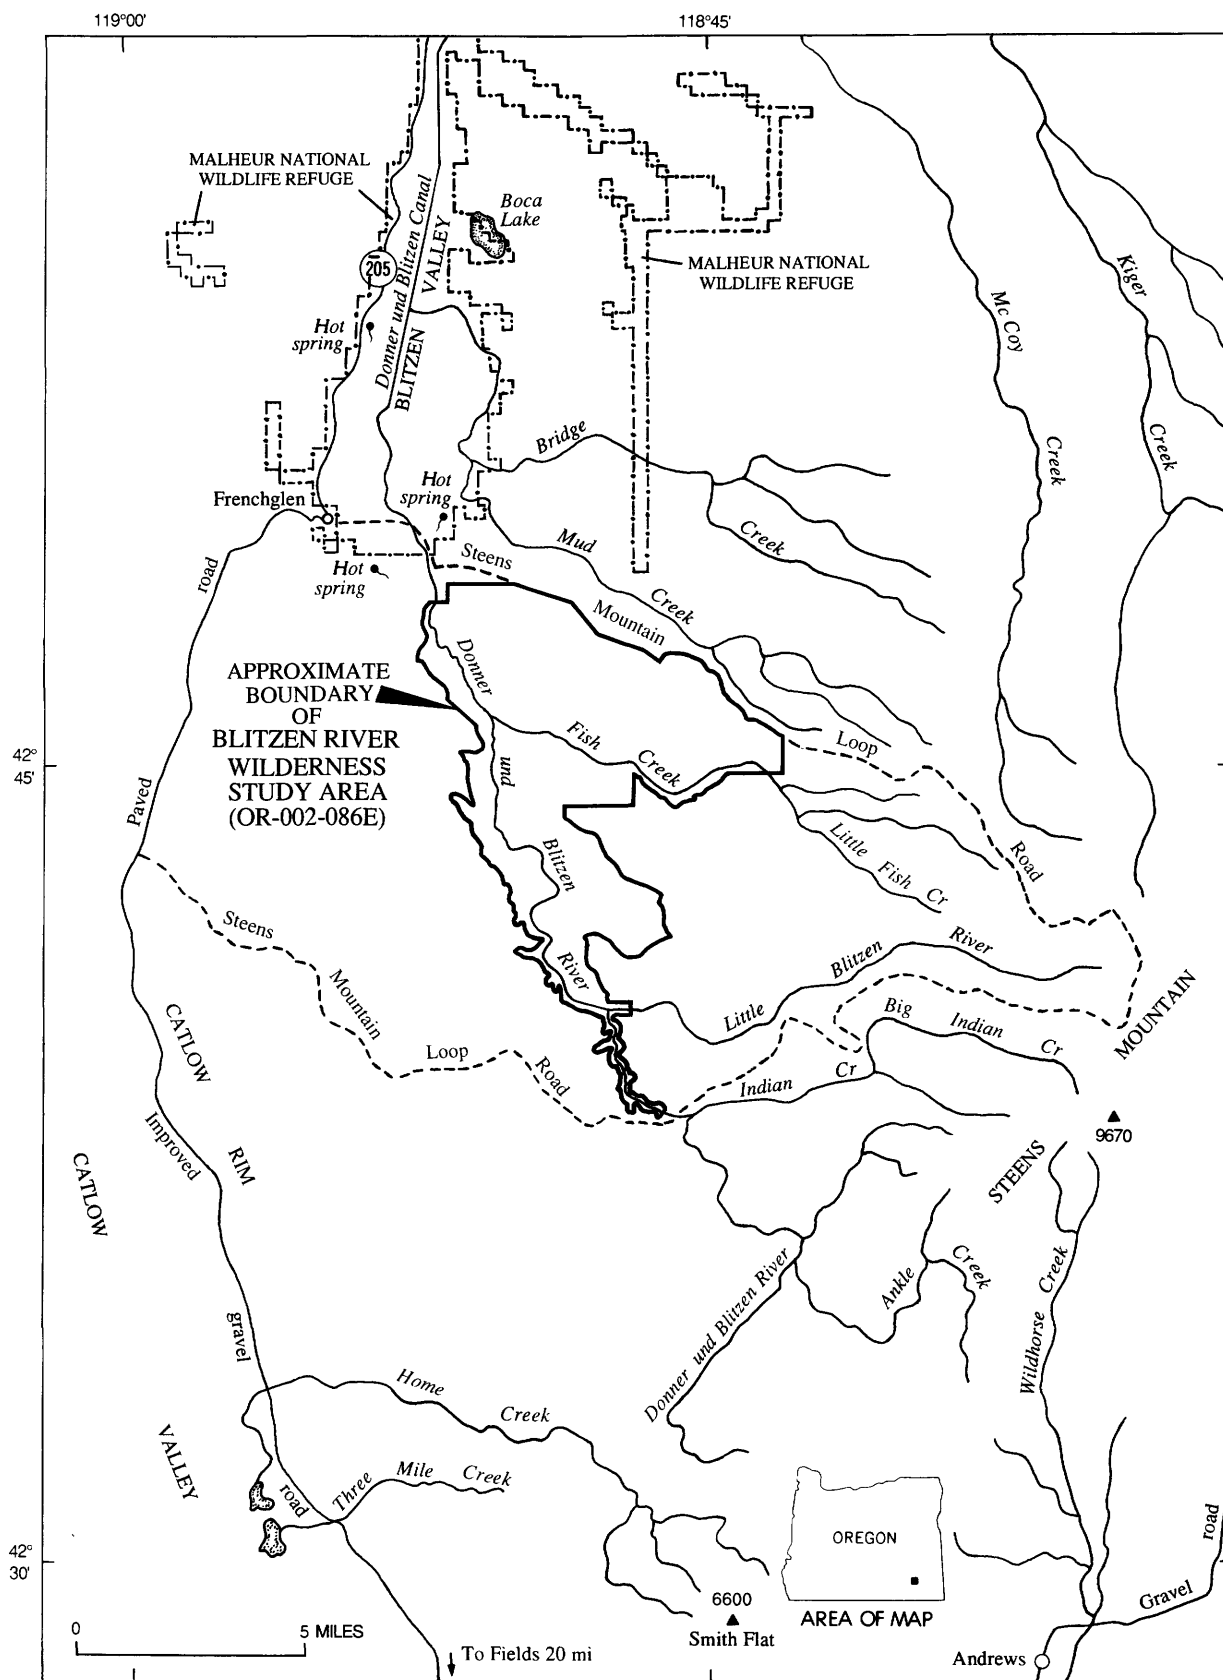 119°00'
118°45'
MALHEUR NATIONAL
WILDLIFE REFUGE
Boca
Lake
Donner und Blitzen Canal
VALLEY
BLITZEN
205
MALHEUR NATIONAL
WILDLIFE REFUGE
Kiger
Creek
Mc Coy
Creek
Hot
spring
Bridge
Creek
Hot
spring
Frenchglen
Mud
Creek
Steens
Mountain
Loop
Road
Hot
spring
road
Paved
Donner
und
Blitzen
River
APPROXIMATE
BOUNDARY
OF
BLITZEN RIVER
WILDERNESS
STUDY AREA
(OR-002-086E)
Fish
Creek
42°
45'
Little
Fish
Cr
Steens
Mountain
Loop
Road
Little
Blitzen
River
Big
Indian
Cr
Indian
Cr
STEENS
MOUNTAIN
9670
CATLOW
RIM
Improved
gravel
road
CATLOW
VALLEY
Donner und Blitzen River
Ankle
Creek
Wildhorse
Creek
Home
Creek
Three
Mile
Creek
42°
30'
OREGON
AREA OF MAP
6600
Smith Flat
Gravel
road
Andrews
0
5 MILES
To Fields 20 mi